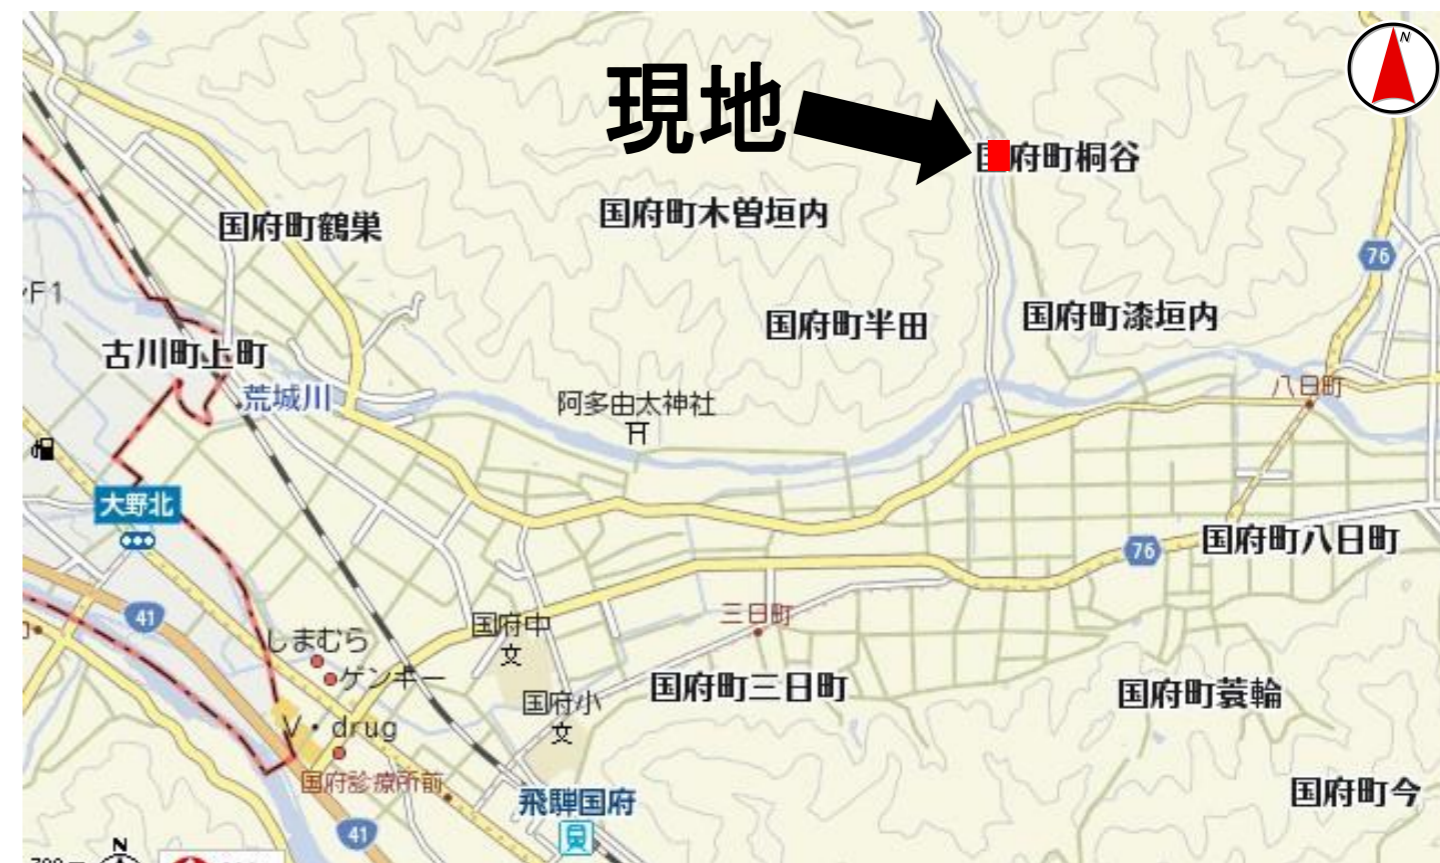 N
現地
国府町桐谷
国府町鶴巣
国府町木曽垣内
76
F1
国府町半田
国府町漆垣内
古川町上町
荒城川
阿多由太神社
八日町
大野北
国府町八日町
76
41
国府中
文
三日町
しまむら
ゲンキー
国府小
文
国府町三日町
国府町蓑輪
V・drug
国府診療所前
飛騨国府
国府町今
41
N